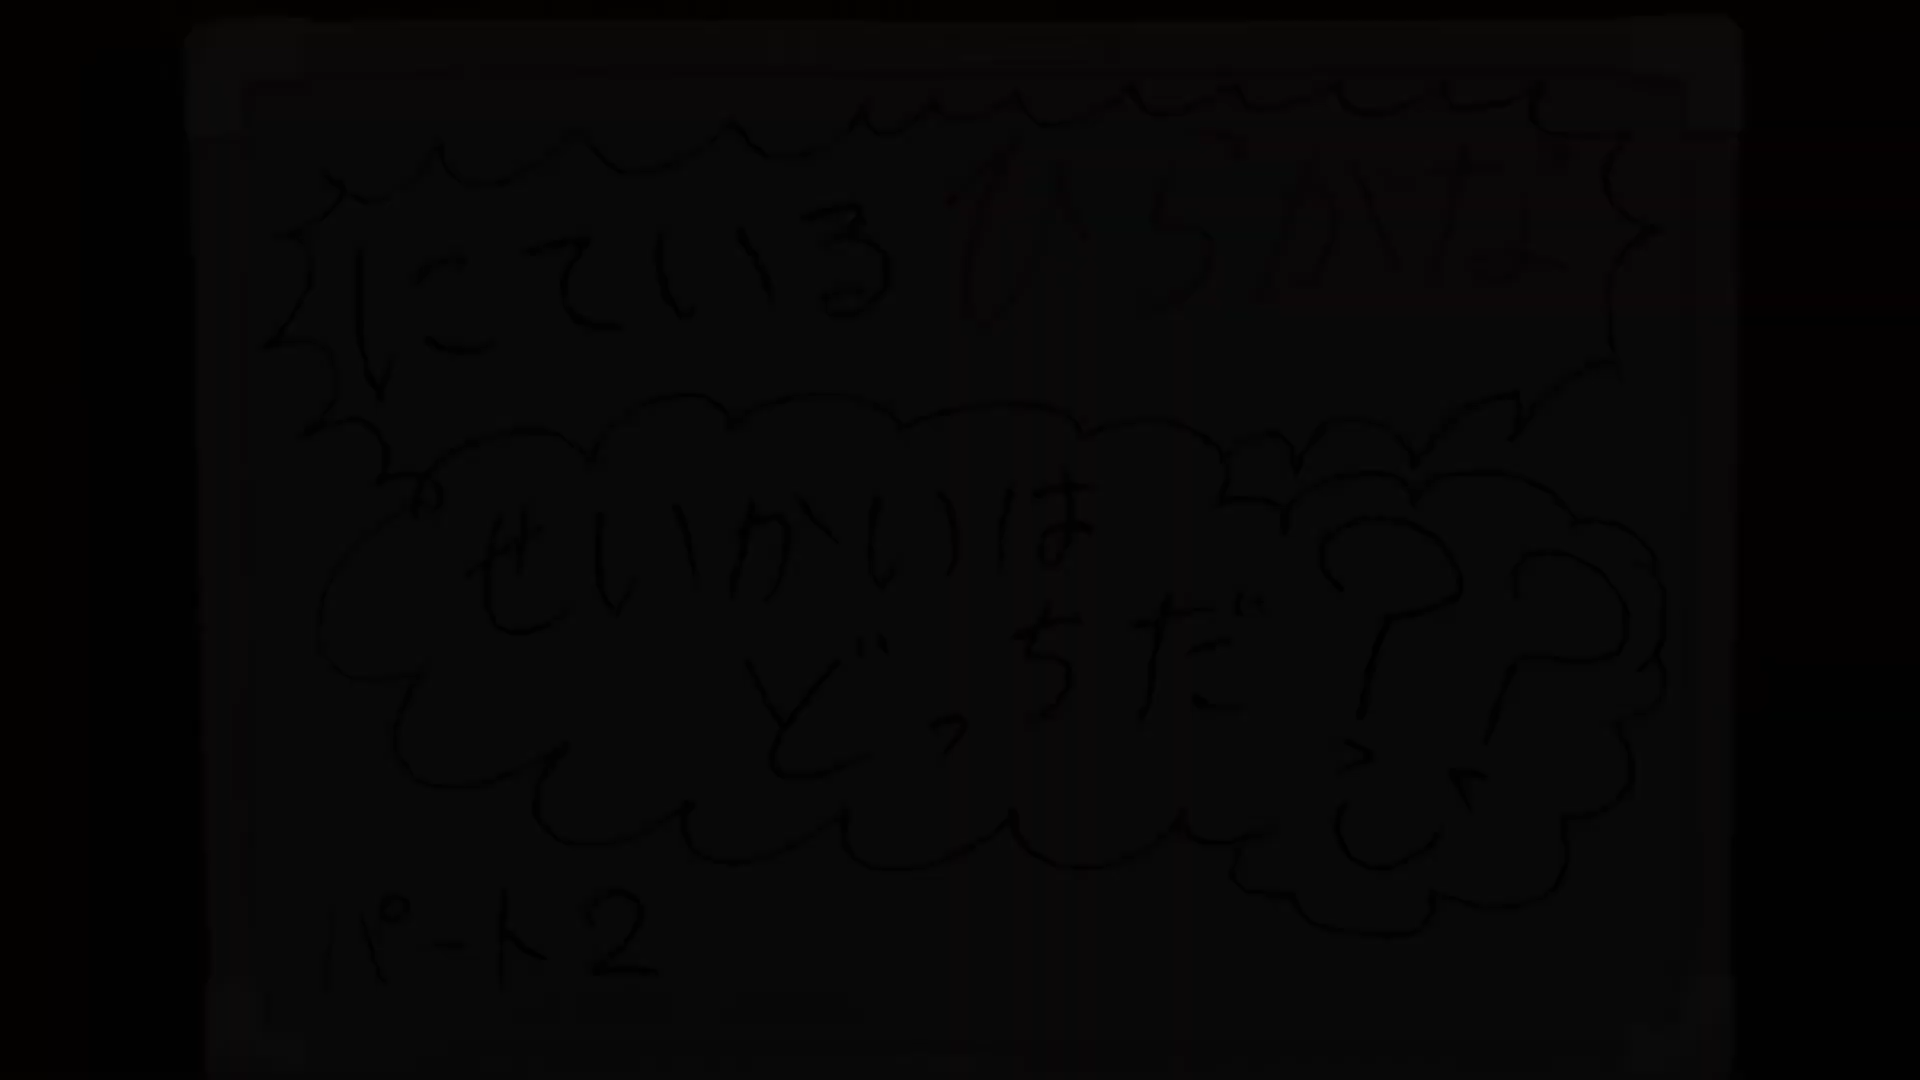 にている ひらがな
せいかいは
どっちだ??
パート2